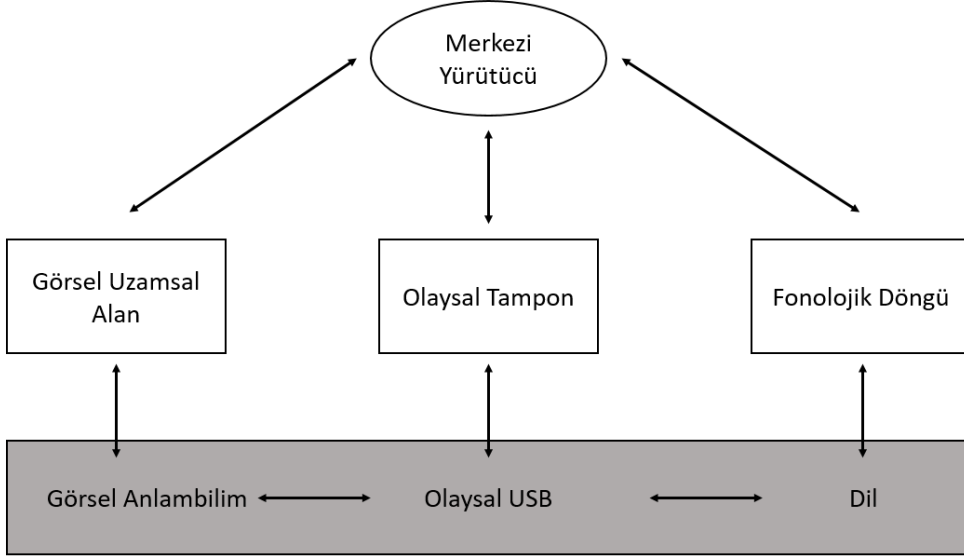 Merkezi
Yürütücü
Görsel Uzamsal
Alan
Olaysal Tampon
Fonolojik Döngü
Görsel Anlambilim
Olaysal USB
Dil